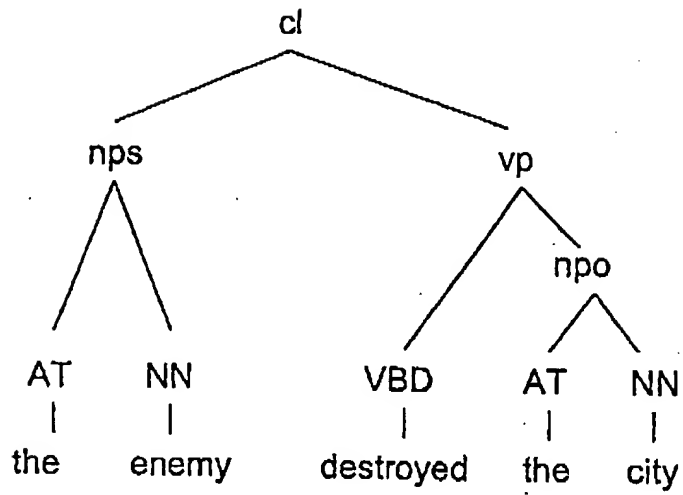 cl
nps vp
npo
AT NN VBD AT NN
the enemy destroyed the city